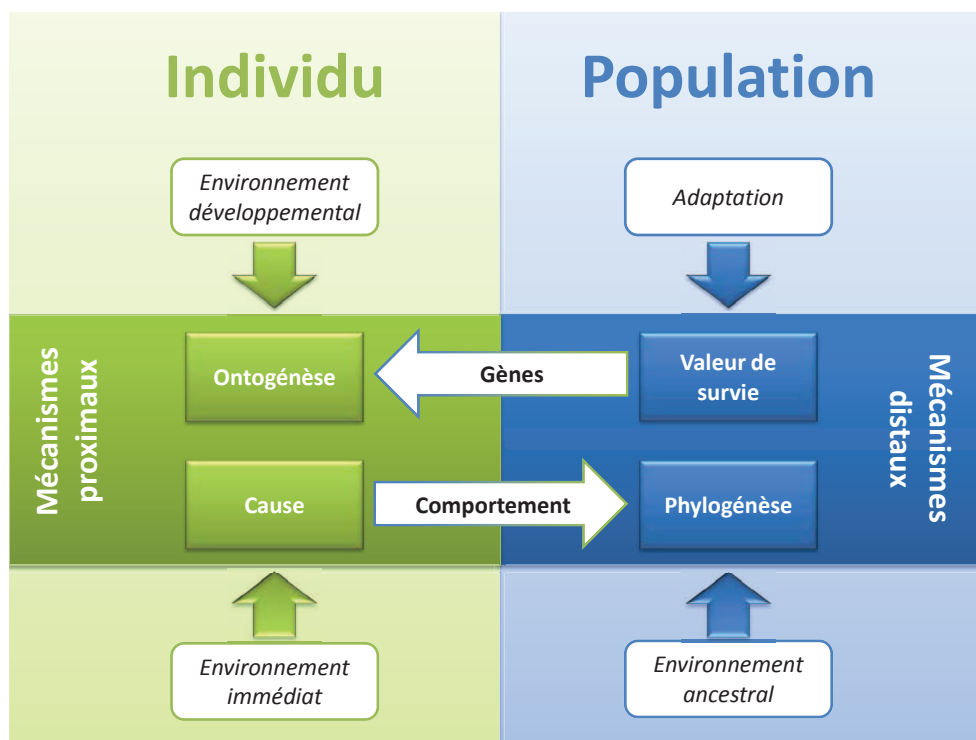 Individu
Population
Environnement
développemental
Adaptation
Mécanismes
proximaux
Ontogénèse
Gènes
Valeur de
survie
Mécanismes
distaux
Cause
Comportement
Phylogénèse
Environnement
immédiat
Environnement
ancestral